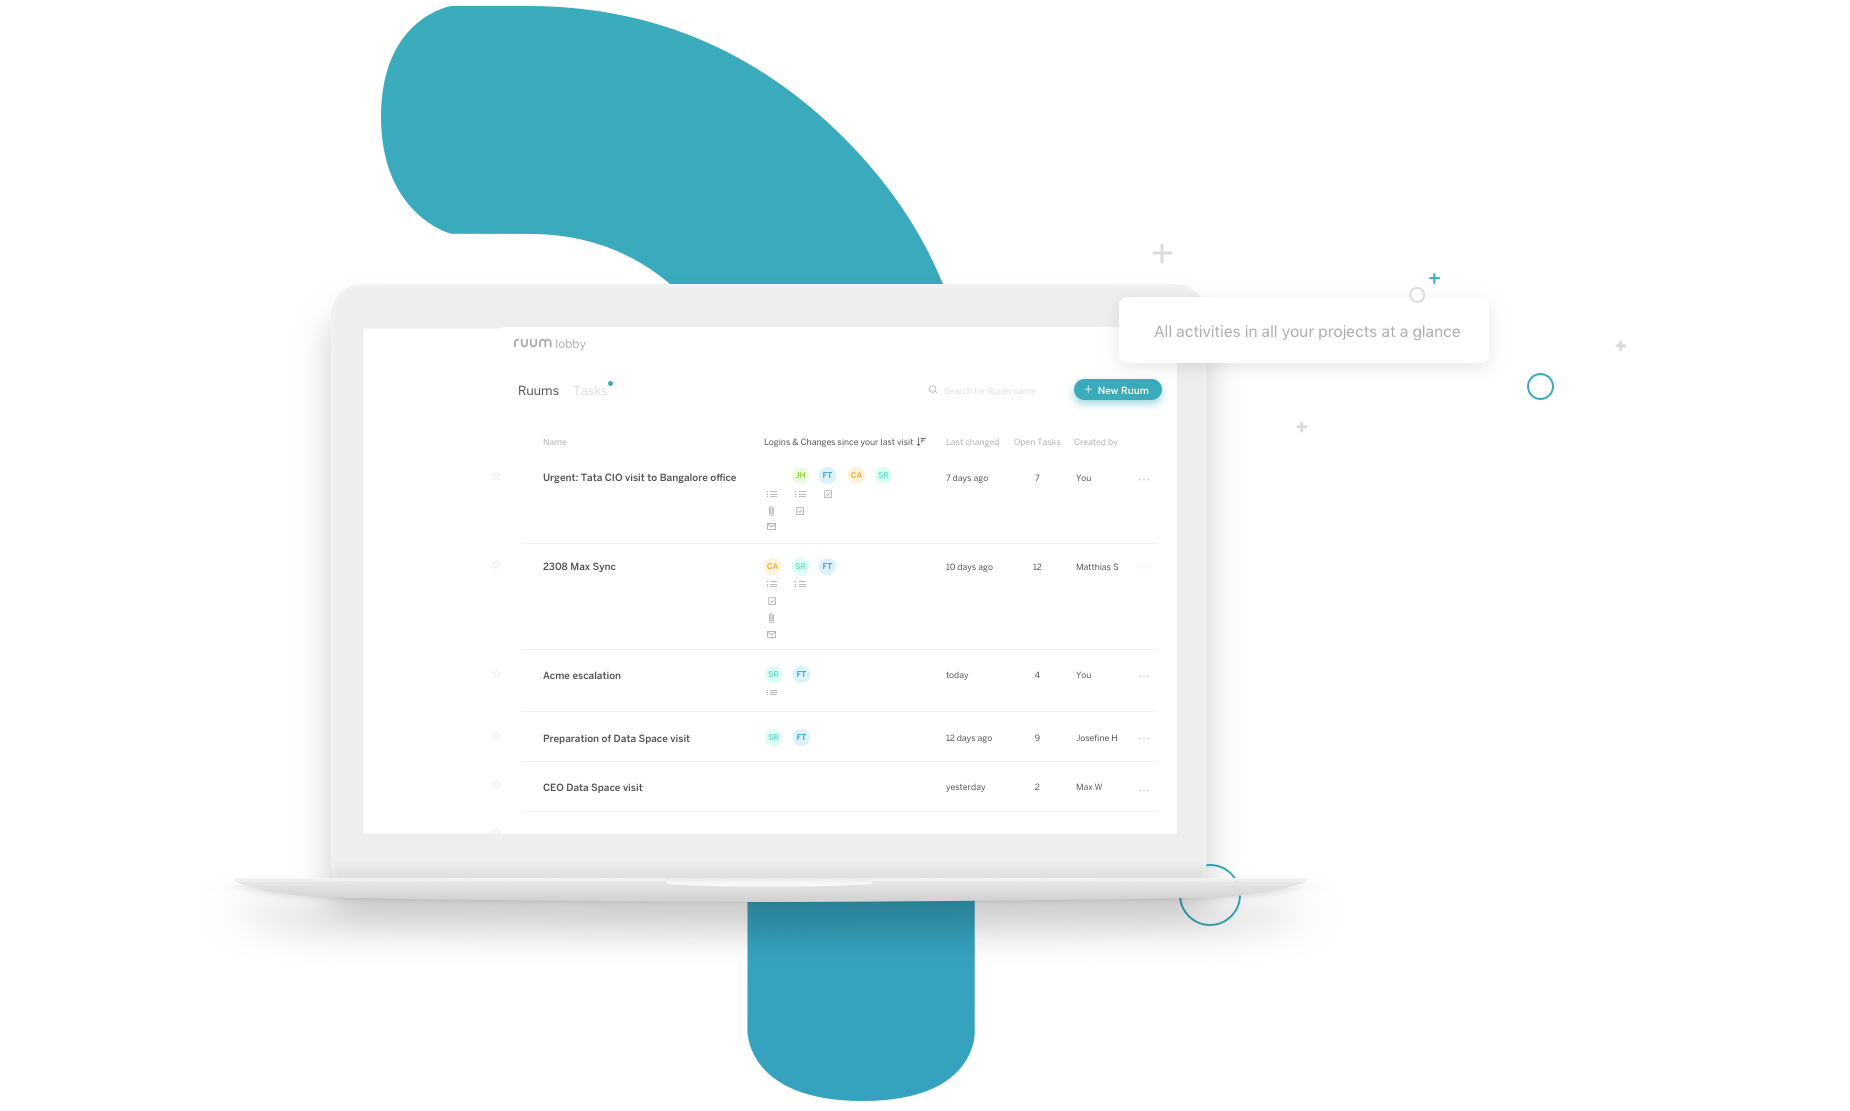 All activities in all your projects at a glance
ruum lobby
Ruums Tasks
Search for Ruum name
+ New Ruum
Name Logins & Changes since your last visit Last changed Open Tasks Created by
JH FT CA SR
Urgent: Tata CIO visit to Bangalore office 7 days ago 7 You
CA SR FT
2308 Max Sync 10 days ago 12 Matthias S
SR FT
Acme escalation today 4 You
SR FT
Preparation of Data Space visit 12 days ago 9 Josefine H
CEO Data Space visit yesterday 2 Max W